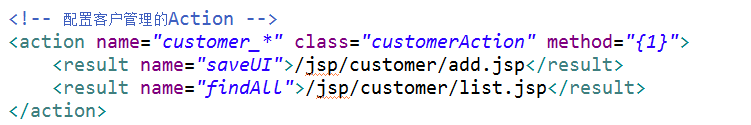 <!-- 配置客户管理的Action -->
<action name="customer_*" class="customerAction" method="{1}">
    <result name="saveUI">/jsp/customer/add.jsp</result>
    <result name="findAll">/jsp/customer/list.jsp</result>
</action>